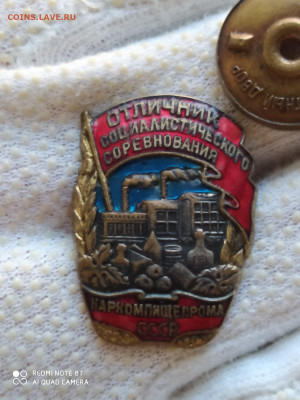 COINS.LAVE.RU
ОТЛИЧНИК
СОЦИАЛИСТИЧЕСКОГО
СОРЕВНОВАНИЯ
НАРКОМПИЩЕПРОМА
СССР
REDMI NOTE 8T
AI QUAD CAMERA